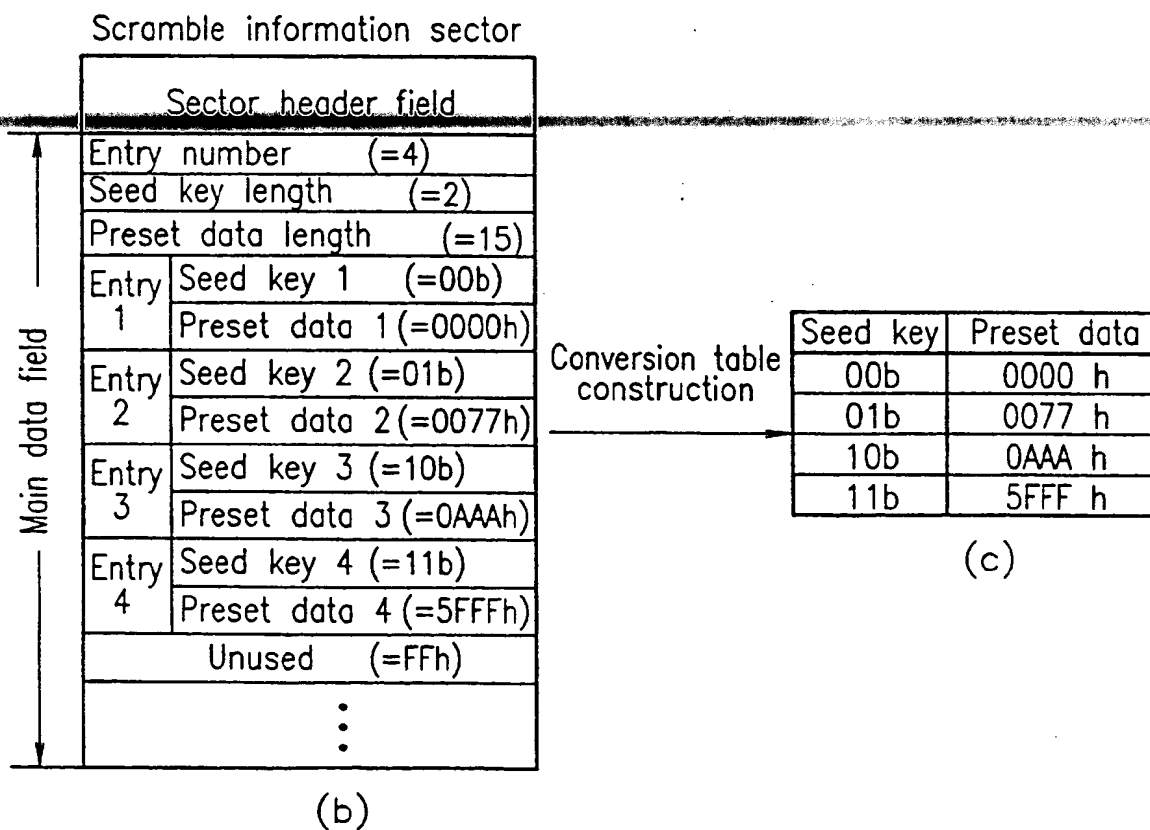 Scramble information sector
Sector header field
Main data field
Entry number (=4)
Seed key length (=2)
Preset data length (=15)
Entry 1
Seed key 1 (=00b)
Preset data 1 (=0000h)
Entry 2
Seed key 2 (=01b)
Preset data 2 (=0077h)
Entry 3
Seed key 3 (=10b)
Preset data 3 (=0AAAh)
Entry 4
Seed key 4 (=11b)
Preset data 4 (=5FFFh)
Unused (=FFh)
(b)
Conversion table
construction
Seed key Preset data
00b 0000 h
01b 0077 h
10b 0AAA h
11b 5FFF h
(c)